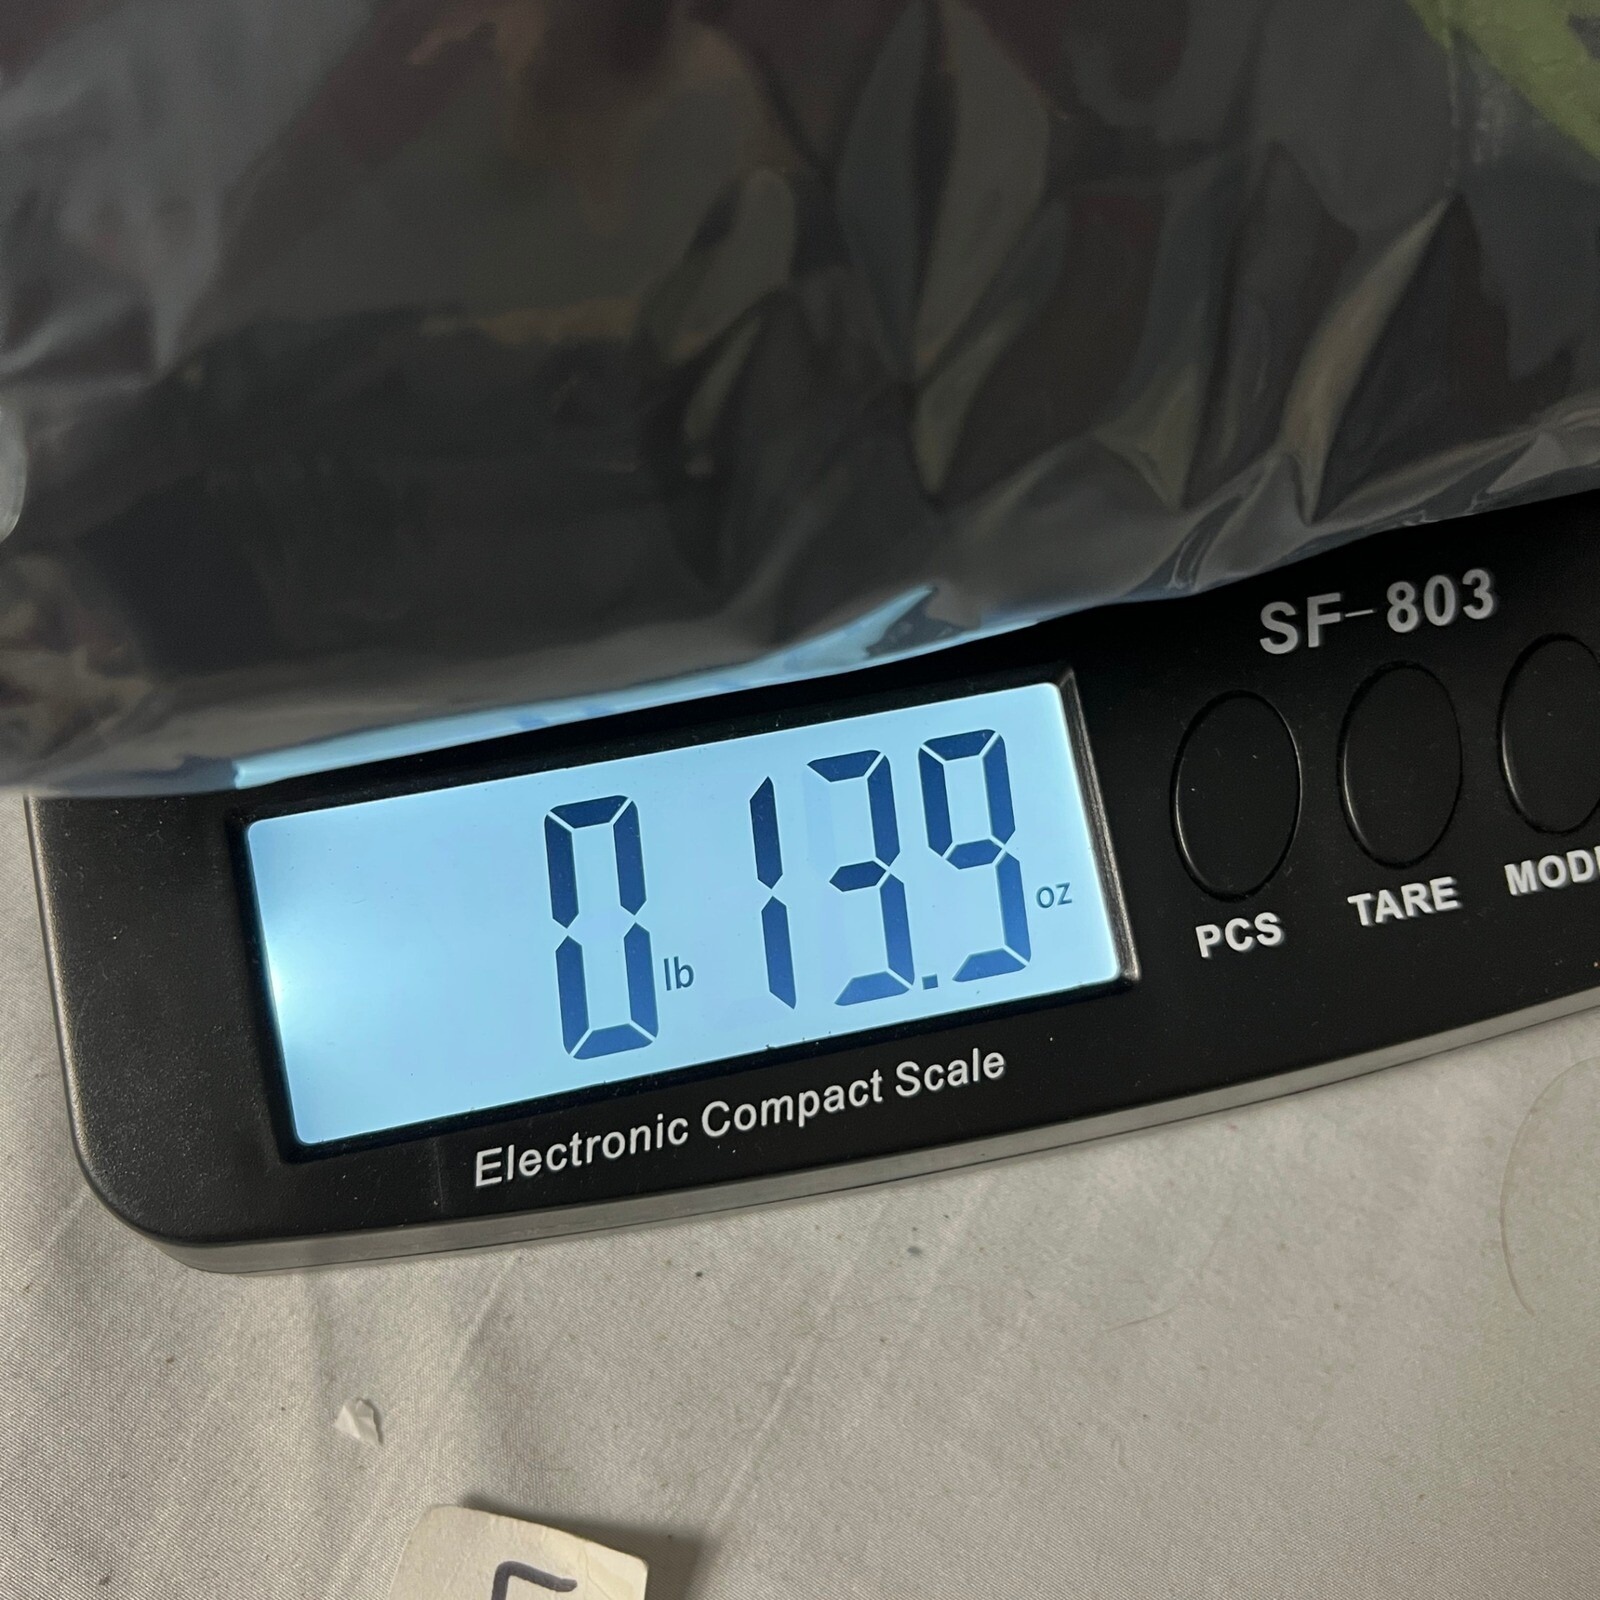 SF-803
0 lb 13.9 oz
PCS TARE
Electronic Compact Scale